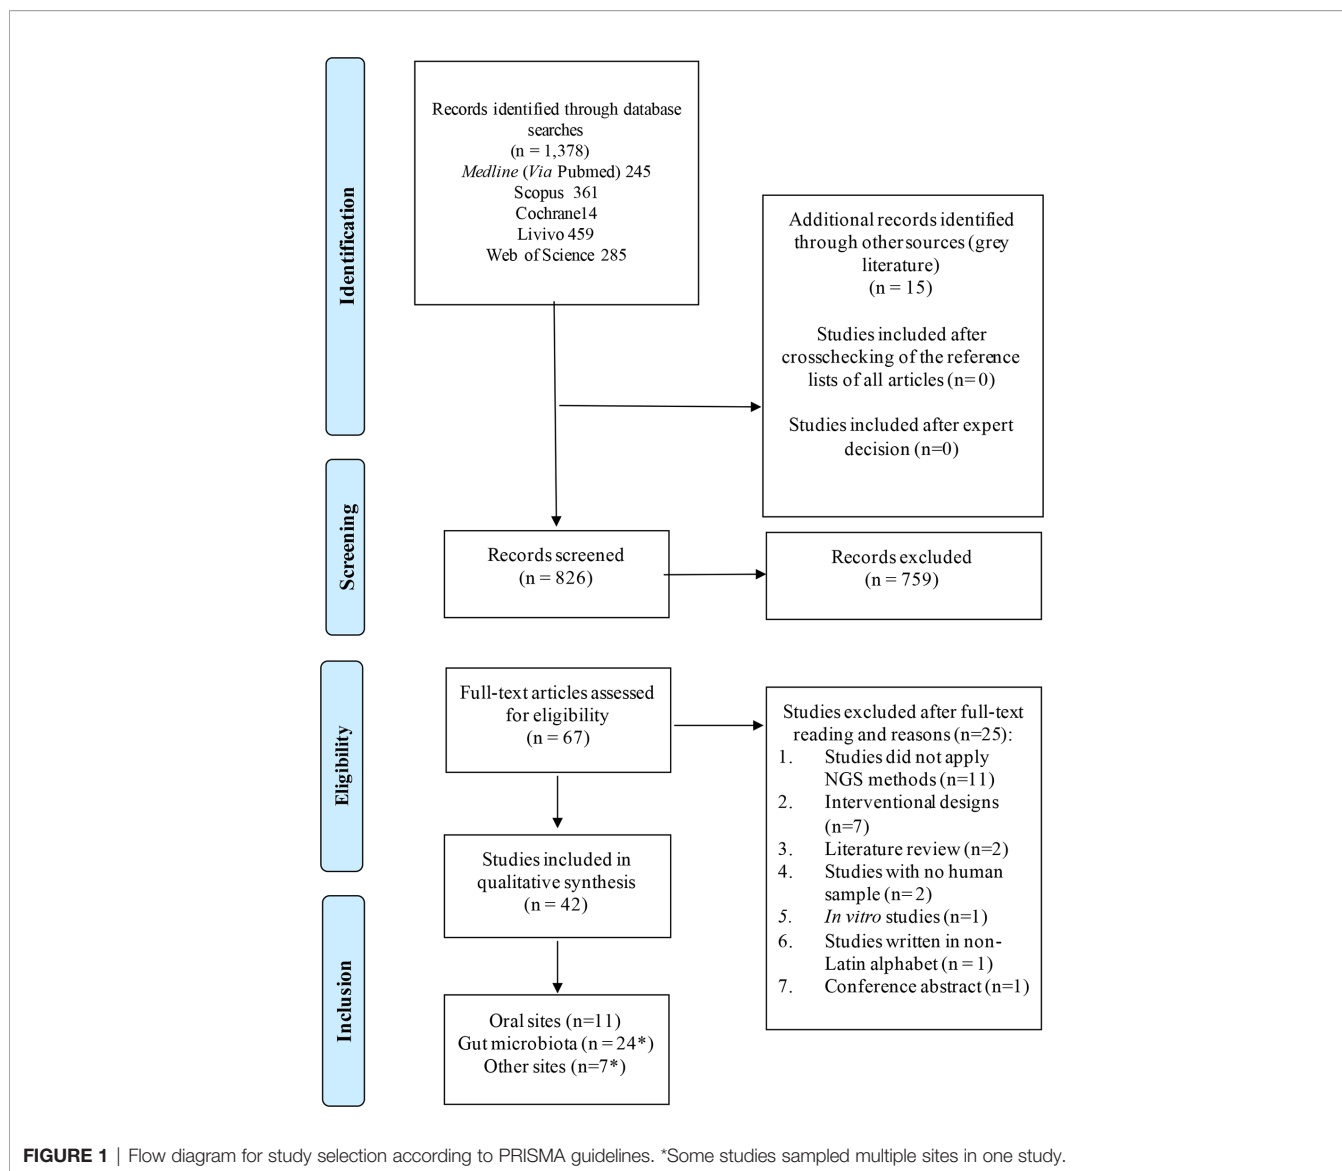 Identification
Records identified through database
searches
(n = 1,378)
Medline (Via Pubmed) 245
Scopus 361
Cochrane14
Livivo 459
Web of Science 285
Additional records identified
through other sources (grey
literature)
(n = 15)
Studies included after
crosschecking of the reference
lists of all articles (n=0)
Studies included after expert
decision (n=0)
Screening
Records screened
(n = 826)
Records excluded
(n = 759)
Eligibility
Full-text articles assessed
for eligibility
(n = 67)
Studies excluded after full-text
reading and reasons (n=25):
1. Studies did not apply
NGS methods (n=11)
2. Interventional designs
(n=7)
3. Literature review (n=2)
4. Studies with no human
sample (n=2)
5. In vitro studies (n=1)
6. Studies written in non-
Latin alphabet (n = 1)
7. Conference abstract (n=1)
Studies included in
qualitative synthesis
(n = 42)
Inclusion
Oral sites (n=11)
Gut microbiota (n = 24*)
Other sites (n=7*)
FIGURE 1 | Flow diagram for study selection according to PRISMA guidelines. *Some studies sampled multiple sites in one study.